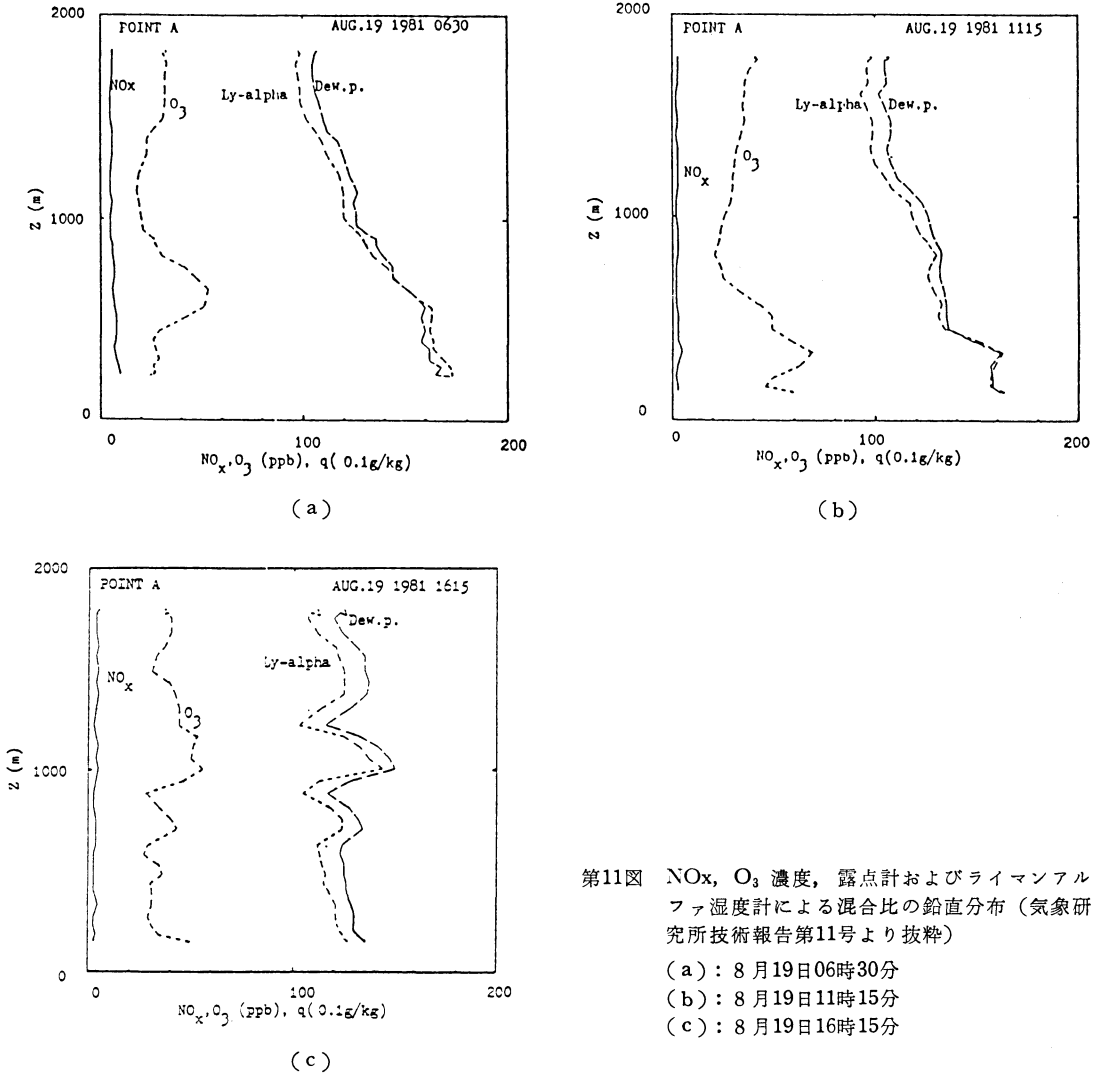 2000
POINT A AUG.19 1981 0630
NOx
O3
Ly-alpha
Dew.p.
Z (m)
1000
0
0 100 200
NOx,O3 (ppb), q( 0.1g/kg)
(a)
2000
POINT A AUG.19 1981 1115
Ly-alpha
Dew.p.
NOx
O3
Z (m)
1000
0
0 100 200
NOx,O3 (ppb), q(0.1g/kg)
(b)
2000
POINT A AUG.19 1981 1615
Dew.p.
Ly-alpha
NOx
O3
Z (m)
1000
0
0 100 200
NOx,O3 (ppb), q(0.1g/kg)
(c)
第11図 NOx, O3 濃度, 露点計およびライマンアル
ファ湿度計による混合比の鉛直分布(気象研
究所技術報告第11号より抜粋)
(a): 8月19日06時30分
(b): 8月19日11時15分
(c): 8月19日16時15分